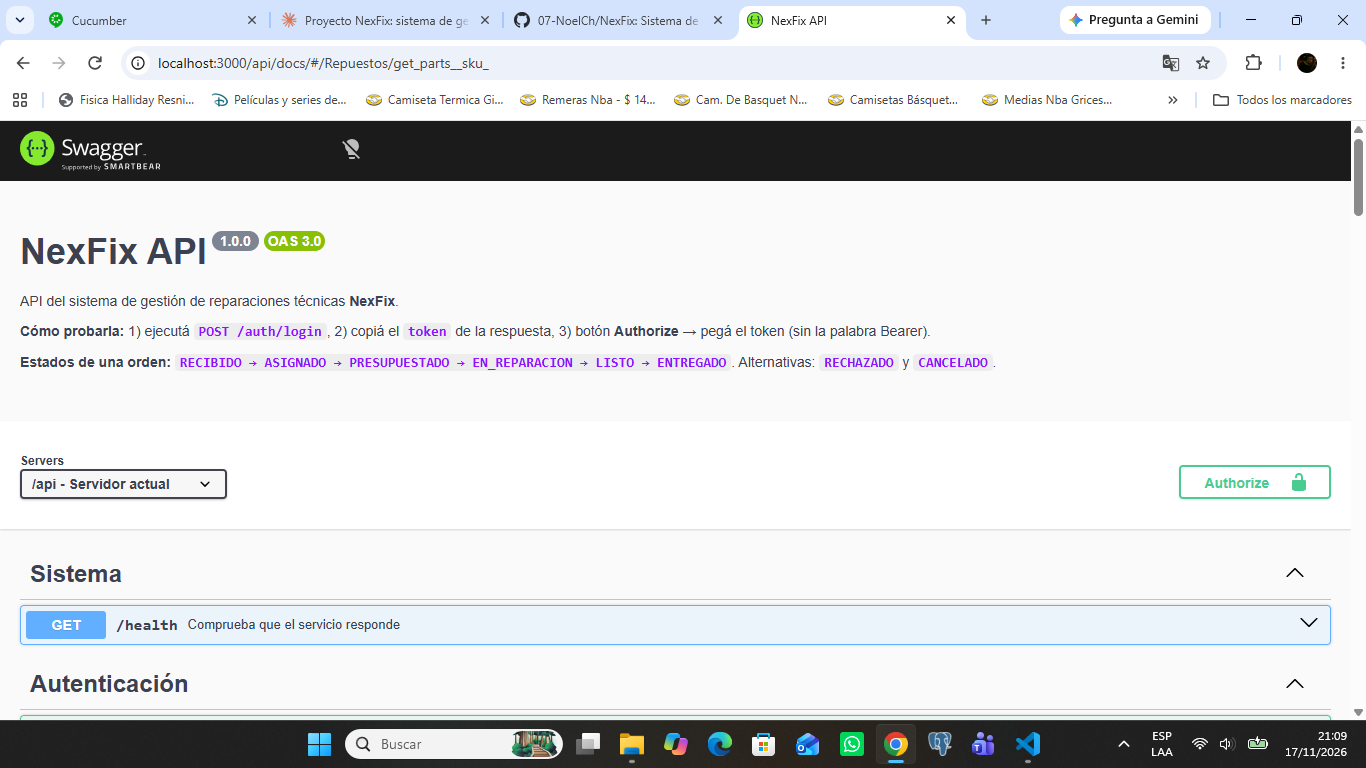 Cucumber
Proyecto NexFix: sistema de ge
07-NoelCh/NexFix: Sistema de
NexFix API
Pregunta a Gemini
localhost:3000/api/docs/#/Repuestos/get_parts__sku_
Fisica Halliday Resni...
Películas y series de...
Camiseta Termica Gi...
Remeras Nba - $ 14...
Cam. De Basquet N...
Camisetas Básquet...
Medias Nba Grices...
»
Todos los marcadores
Swagger
Supported by SMARTBEAR
NexFix API 1.0.0 OAS 3.0
API del sistema de gestión de reparaciones técnicas NexFix.
Cómo probarla: 1) ejecutá POST /auth/login, 2) copiá el token de la respuesta, 3) botón Authorize → pegá el token (sin la palabra Bearer).
Estados de una orden: RECIBIDO → ASIGNADO → PRESUPUESTADO → EN_REPARACION → LISTO → ENTREGADO. Alternativas: RECHAZADO y CANCELADO.
Servers
/api - Servidor actual
Authorize
Sistema
GET /health Comprueba que el servicio responde
Autenticación
Buscar
ESP
LAA
21:09
17/11/2026